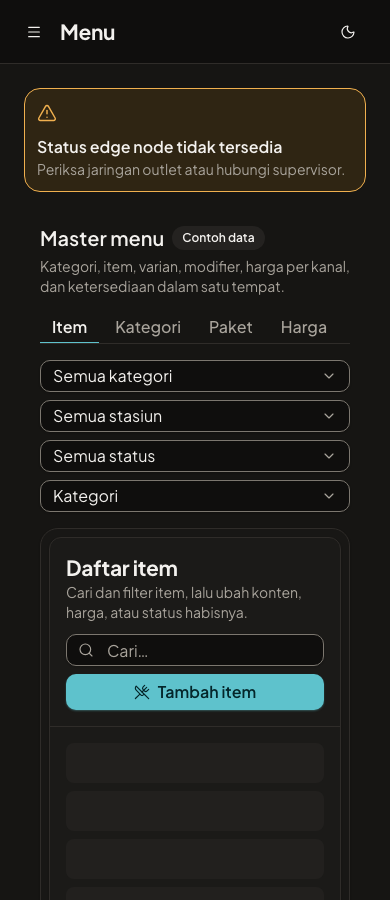 Menu
Status edge node tidak tersedia
Periksa jaringan outlet atau hubungi supervisor.
Master menu
Contoh data
Kategori, item, varian, modifier, harga per kanal,
dan ketersediaan dalam satu tempat.
Item Kategori Paket Harga
Semua kategori
Semua stasiun
Semua status
Kategori
Daftar item
Cari dan filter item, lalu ubah konten,
harga, atau status habisnya.
Cari...
Tambah item